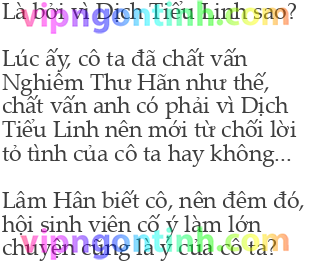 Là bởi vì Dịch Tiểu Linh sao?
vipngontinh.com
Lúc ấy, cô ta đã chất vấn
Nghiêm Thư Hãn như thế,
chất vấn anh có phải vì Dịch
Tiểu Linh nên mới từ chối lời
tỏ tình của cô ta hay không...
Lâm Hân biết cô, nên đêm đó,
hội sinh viên cố ý làm lớn
chuyện cũng là ý của cô ta?
vipngontinh.com